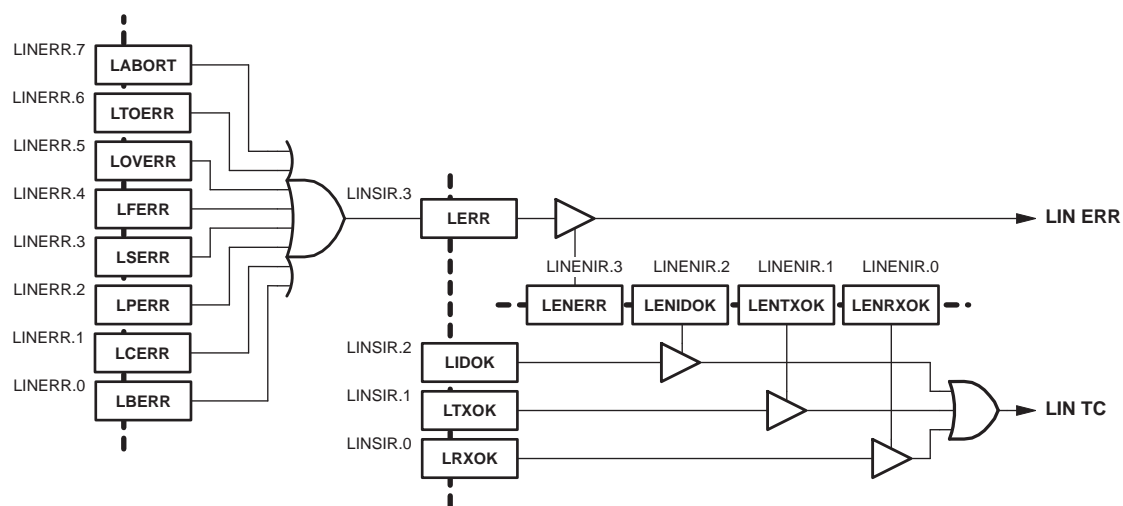 LINERR.7
LABORT
LINERR.6
LTOERR
LINERR.5
LOVERR
LINERR.4
LFERR
LINERR.3
LSERR
LINERR.2
LPERR
LINERR.1
LCERR
LINERR.0
LBERR
LINSIR.3
LERR
LIN ERR
LINENIR.3 LINENIR.2 LINENIR.1 LINENIR.0
LENERR LENIDOK LENTXOK LENRXOK
LINSIR.2
LIDOK
LINSIR.1
LTXOK
LIN TC
LINSIR.0
LRXOK